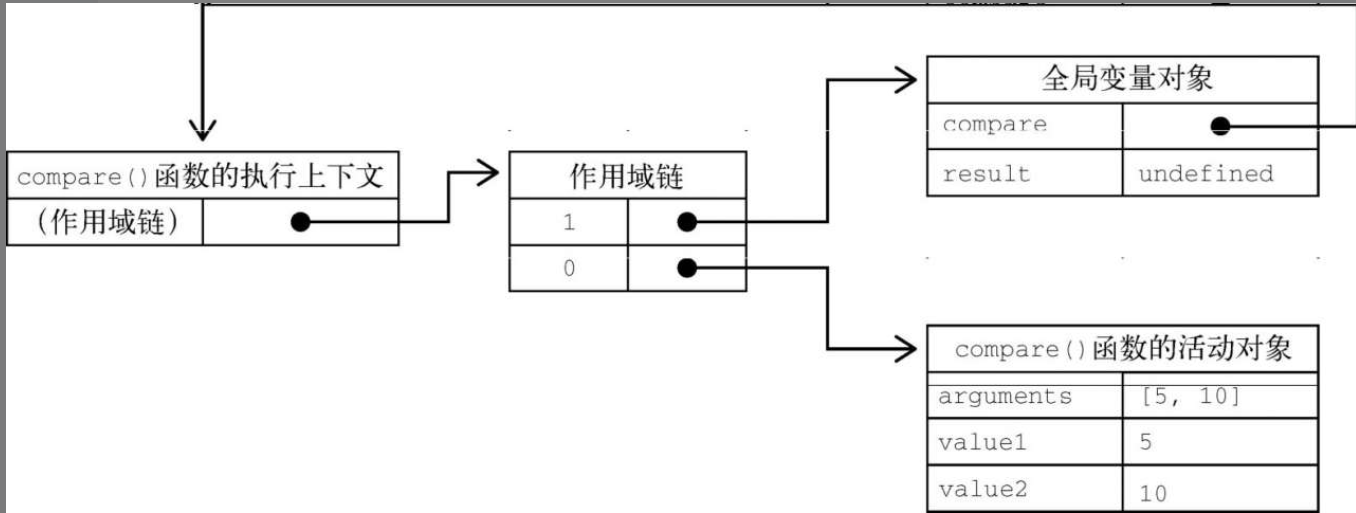 全局变量对象
compare
result undefined
compare()函数的执行上下文
(作用域链)
作用域链
1
0
compare()函数的活动对象
arguments [5, 10]
value1 5
value2 10